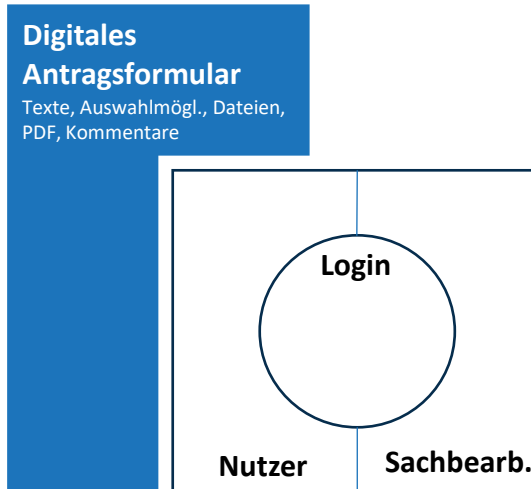 Digitales
Antragsformular
Texte, Auswahlmögl., Dateien,
PDF, Kommentare
Login
Nutzer
Sachbearb.